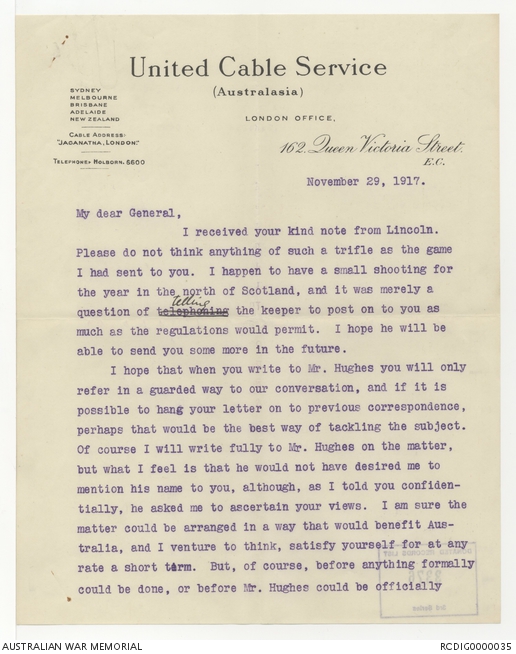 United Cable Service
(Australasia)
SYDNEY
MELBOURNE
BRISBANE
ADELAIDE
NEW ZEALAND
CABLE ADDRESS:
"JAGANATHA, LONDON."
TELEPHONE: HOLBORN, 6600
LONDON OFFICE,
162, Queen Victoria Street.
E.C.
November 29, 1917.
My dear General,
I received your kind note from Lincoln.
Please do not think anything of such a trifle as the game
I had sent to you. I happen to have a small shooting for
the year in the north of Scotland, and it was merely a
telling
question of telephoning the keeper to post on to you as
much as the regulations would permit. I hope he will be
able to send you some more in the future.
I hope that when you write to Mr. Hughes you will only
refer in a guarded way to our conversation, and if it is
possible to hang your letter on to previous correspondence,
perhaps that would be the best way of tackling the subject.
Of course I will write fully to Mr. Hughes on the matter,
but what I feel is that he would not have desired me to
mention his name to you, although, as I told you confiden-
tially, he asked me to ascertain your views. I am sure the
matter could be arranged in a way that would benefit Aus-
tralia, and I venture to think, satisfy yourself for at any
rate a short term. But, of course, before anything formally
could be done, or before Mr. Hughes could be officially
AUSTRALIAN WAR MEMORIAL
RCDIG0000035